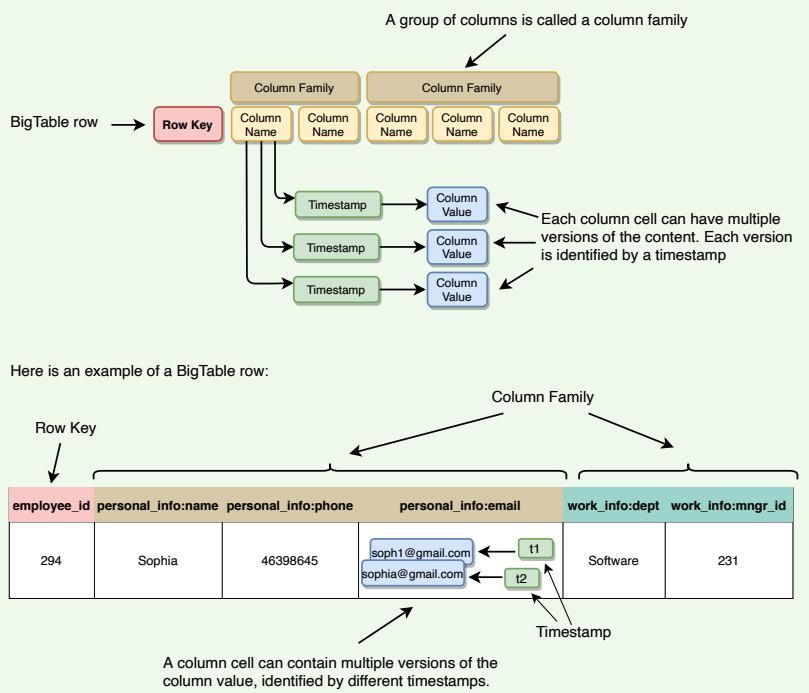 A group of columns is called a column family
Column Family
Column Family
BigTable row
Row Key
Column
Name
Column
Name
Column
Name
Column
Name
Column
Name
Timestamp
Column
Value
Timestamp
Column
Value
Timestamp
Column
Value
Each column cell can have multiple
versions of the content. Each version
is identified by a timestamp
Here is an example of a BigTable row:
Column Family
Row Key
employee_id personal_info:name personal_info:phone personal_info:email work_info:dept work_info:mngr_id
294 Sophia 46398645 soph1@gmail.com t1 Software 231
sophia@gmail.com t2
Timestamp
A column cell can contain multiple versions of the
column value, identified by different timestamps.